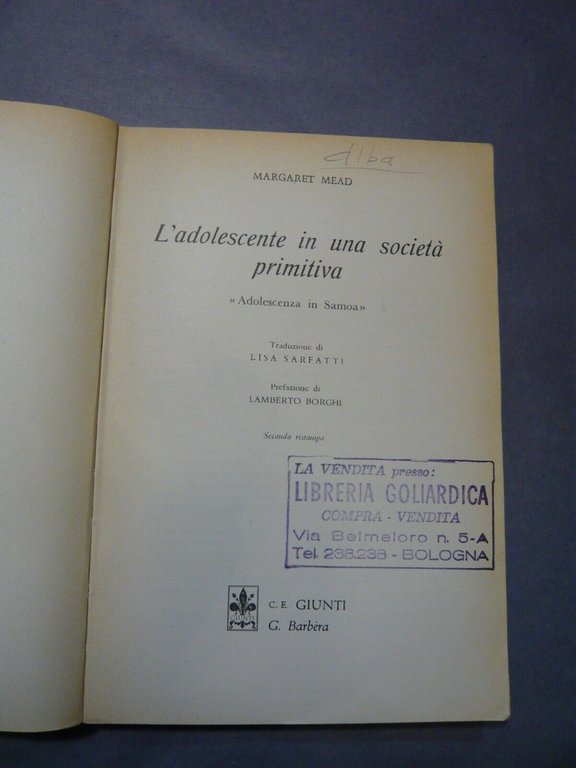 alba
MARGARET MEAD
L'adolescente in una società
primitiva
«Adolescenza in Samoa»
Traduzione di
LISA SARFATTI
Prefazione di
LAMBERTO BORGHI
Seconda ristampa
LA VENDITA presso:
LIBRERIA GOLIARDICA
COMPRA - VENDITA
Via Belmeloro n. 5-A
Tel. 238.238 - BOLOGNA
C. E. GIUNTI
G. Barbèra